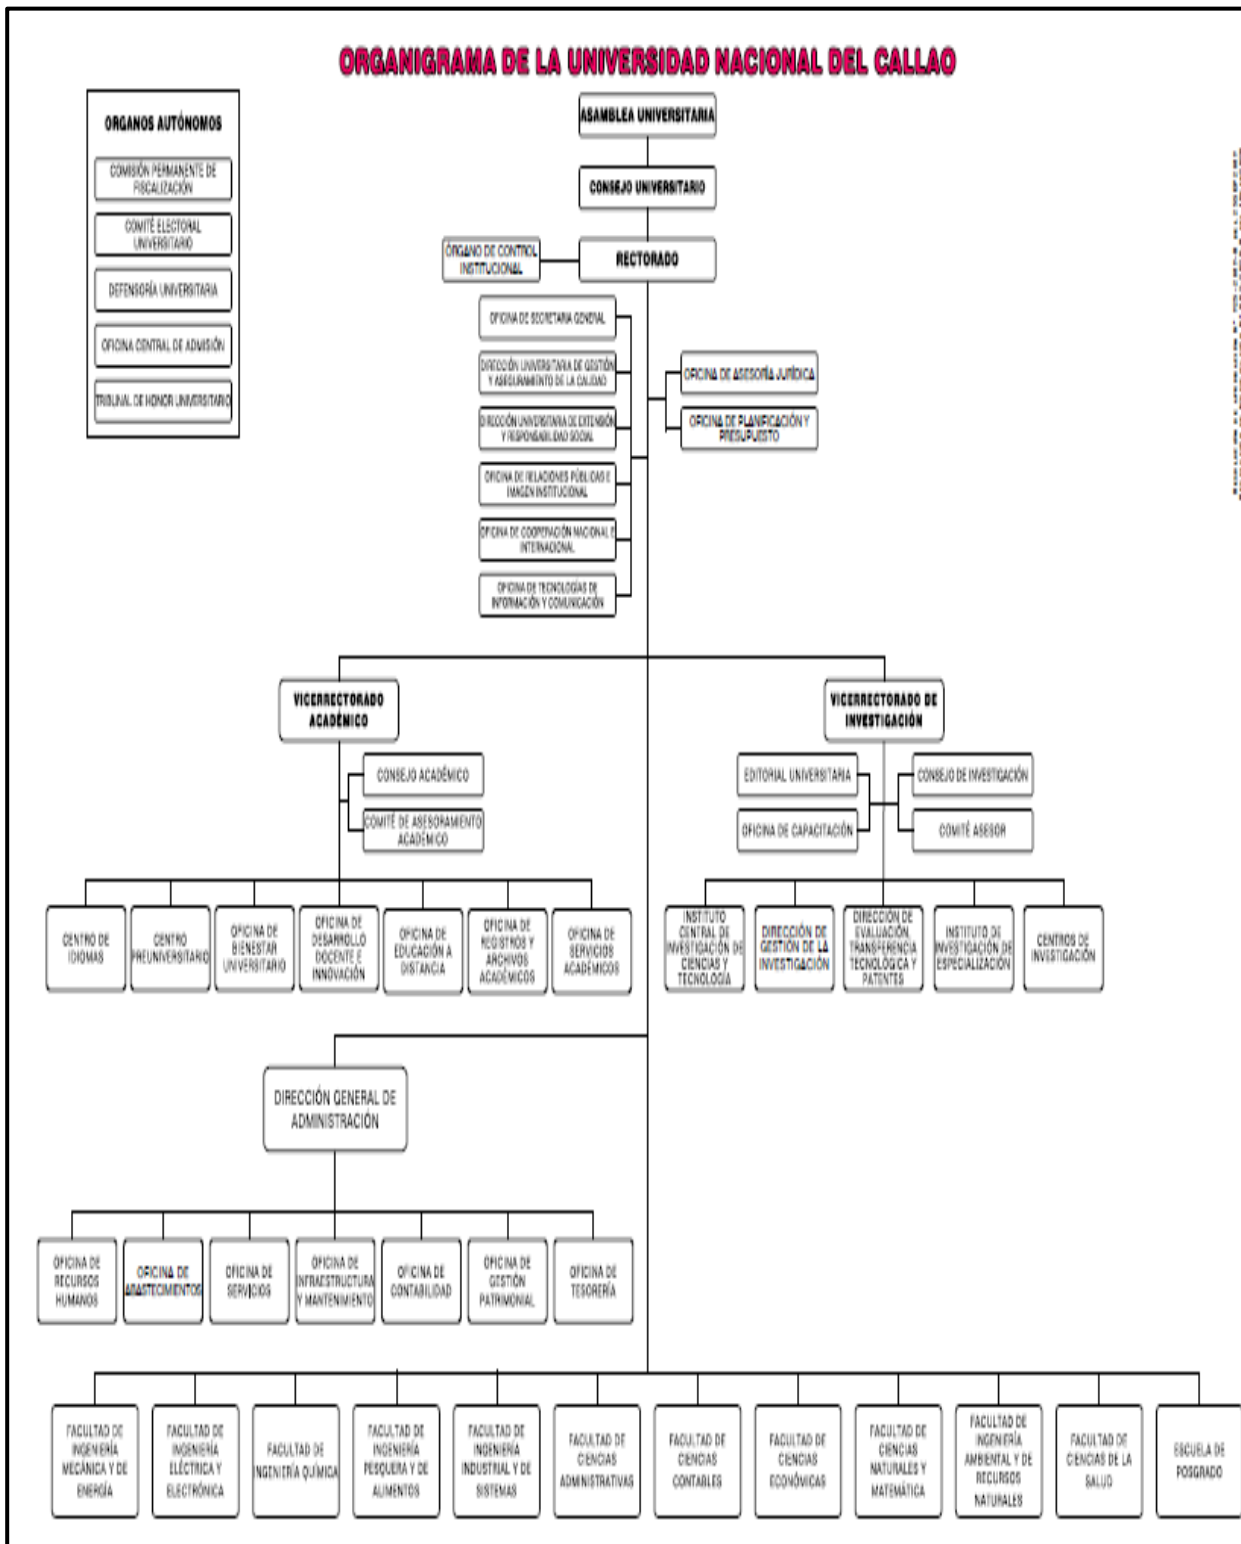 ORGANIGRAMA DE LA UNIVERSIDAD NACIONAL DEL CALLAO
ORGANOS AUTÓNOMOS
COMISIÓN PERMANENTE DE
FISCALIZACIÓN
COMITÉ ELECTORAL
UNIVERSITARIO
DEFENSORÍA UNIVERSITARIA
OFICINA CENTRAL DE ADMISIÓN
TRIBUNAL DE HONOR UNIVERSITARIO
ASAMBLEA UNIVERSITARIA
CONSEJO UNIVERSITARIO
RECTORADO
ÓRGANO DE CONTROL
INSTITUCIONAL
OFICINA DE SECRETARIA GENERAL
DIRECCIÓN UNIVERSITARIA DE GESTIÓN
Y ASEGURAMIENTO DE LA CALIDAD
DIRECCIÓN UNIVERSITARIA DE EXTENSIÓN
Y RESPONSABILIDAD SOCIAL
OFICINA DE RELACIONES PÚBLICAS E
IMAGEN INSTITUCIONAL
OFICINA DE COOPERACIÓN NACIONAL E
INTERNACIONAL
OFICINA DE TECNOLOGÍAS DE
INFORMACIÓN Y COMUNICACIÓN
OFICINA DE ASESORÍA JURÍDICA
OFICINA DE PLANIFICACIÓN Y
PRESUPUESTO
VICERRECTORADO
ACADÉMICO
CONSEJO ACADÉMICO
COMITÉ DE ASESORAMIENTO
ACADÉMICO
CENTRO DE
IDIOMAS
CENTRO
PREUNIVERSITARIO
OFICINA DE
BIENESTAR
UNIVERSITARIO
OFICINA DE
DESARROLLO
DOCENTE E
INNOVACIÓN
OFICINA DE
EDUCACIÓN A
DISTANCIA
OFICINA DE
REGISTROS Y
ARCHIVOS
ACADÉMICOS
OFICINA DE
SERVICIOS
ACADÉMICOS
VICERRECTORADO DE
INVESTIGACIÓN
EDITORIAL UNIVERSITARIA
OFICINA DE CAPACITACIÓN
CONSEJO DE INVESTIGACIÓN
COMITÉ ASESOR
INSTITUTO
CENTRAL DE
INVESTIGACIÓN DE
CIENCIAS Y
TECNOLOGÍA
DIRECCIÓN DE
GESTIÓN DE LA
INVESTIGACIÓN
DIRECCIÓN DE
EVALUACIÓN,
TRANSFERENCIA
TECNOLÓGICA Y
PATENTES
INSTITUTO DE
INVESTIGACIÓN DE
ESPECIALIZACIÓN
CENTROS DE
INVESTIGACIÓN
DIRECCIÓN GENERAL DE
ADMINISTRACIÓN
OFICINA DE
RECURSOS
HUMANOS
OFICINA DE
ABASTECIMIENTOS
OFICINA DE
SERVICIOS
OFICINA DE
INFRAESTRUCTURA
Y MANTENIMIENTO
OFICINA DE
CONTABILIDAD
OFICINA DE
GESTIÓN
PATRIMONIAL
OFICINA DE
TESORERÍA
FACULTAD DE
INGENIERÍA
MECÁNICA Y DE
ENERGÍA
FACULTAD DE
INGENIERÍA
ELÉCTRICA Y
ELECTRÓNICA
FACULTAD DE
INGENIERÍA QUÍMICA
FACULTAD DE
INGENIERÍA
PESQUERA Y DE
ALIMENTOS
FACULTAD DE
INGENIERÍA
INDUSTRIAL Y DE
SISTEMAS
FACULTAD DE
CIENCIAS
ADMINISTRATIVAS
FACULTAD DE
CIENCIAS
CONTABLES
FACULTAD DE
CIENCIAS
ECONÓMICAS
FACULTAD DE
CIENCIAS
NATURALES Y
MATEMÁTICA
FACULTAD DE
INGENIERÍA
AMBIENTAL Y DE
RECURSOS
NATURALES
FACULTAD DE
CIENCIAS DE LA
SALUD
ESCUELA DE
POSGRADO